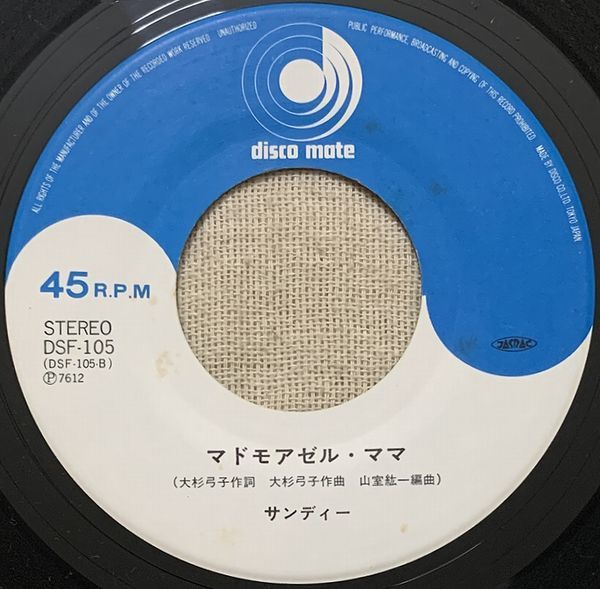 ALL RIGHTS OF THE MANUFACTURER AND OF THE OWNER OF THE RECORDED WORK RESERVED UNAUTHORIZED PUBLIC PERFORMANCE, BROADCASTING AND COPYING OF THIS RECORD PROHIBITED MADE BY DISCO CO., LTD. TOKYO JAPAN
disco mate
45 R.P.M
STEREO
DSF-105
(DSF-105-B)
Ⓟ7612
JASRAC
マドモアゼル・ママ
(大杉弓子作詞 大杉弓子作曲 山室紘一編曲)
サンディー